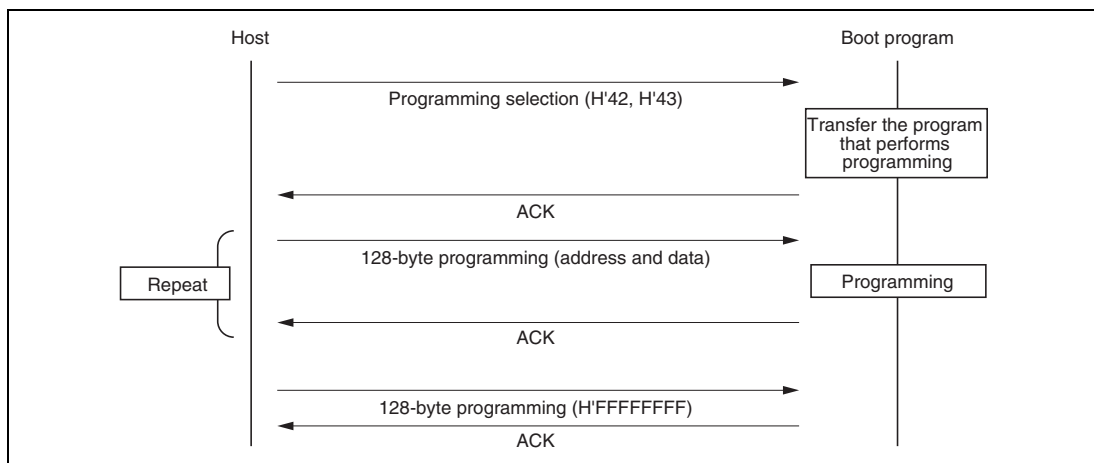 Host
Boot program
Programming selection (H'42, H'43)
Transfer the program
that performs
programming
ACK
128-byte programming (address and data)
Repeat
Programming
ACK
128-byte programming (H'FFFFFFFF)
ACK